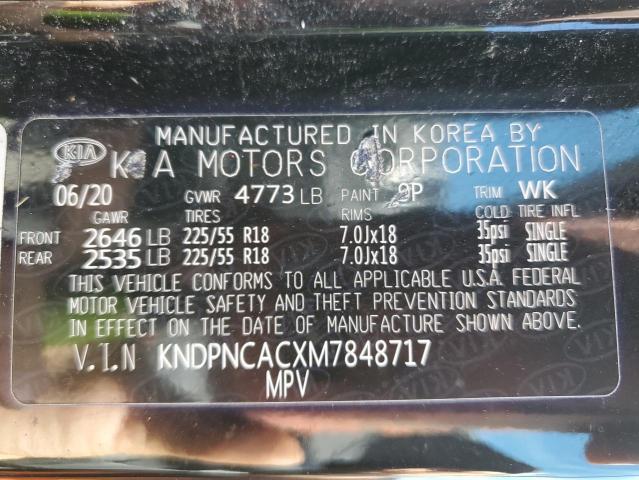 MANUFACTURED IN KOREA BY
KIA K A MOTORS CORPORATION
06/20 GVWR 4773 LB PAINT 9P TRIM WK
GAWR TIRES RIMS COLD TIRE INFL
FRONT 2646 LB 225/55 R18 7.0Jx18 35psi SINGLE
REAR 2535 LB 225/55 R18 7.0Jx18 35psi SINGLE
THIS VEHICLE CONFORMS TO ALL APPLICABLE U.S.A. FEDERAL
MOTOR VEHICLE SAFETY AND THEFT PREVENTION STANDARDS
IN EFFECT ON THE DATE OF MANUFACTURE SHOWN ABOVE.
V.I.N KNDPNCACXM7848717
MPV